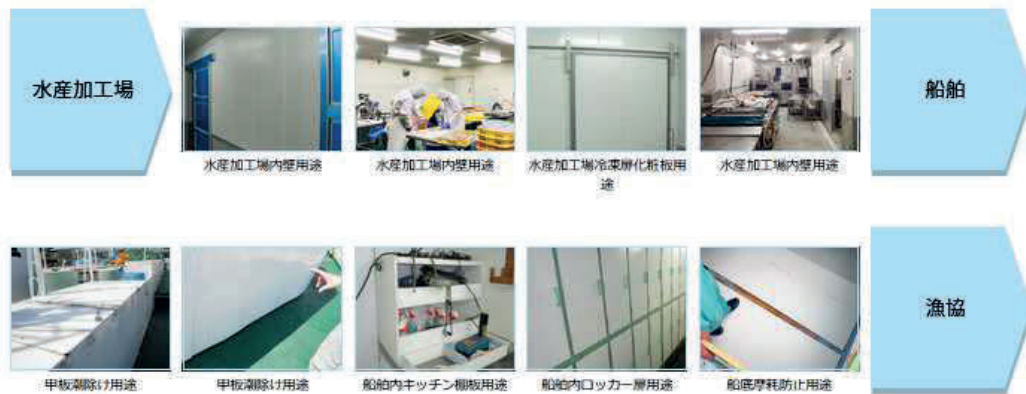 水産加工場
水産加工場内壁用途
水産加工場内壁用途
水産加工場冷凍扉化粧板用
途
水産加工場内壁用途
船舶
甲板潮除け用途
甲板潮除け用途
船舶内キッチン棚板用途
船舶内ロッカー扉用途
船底摩耗防止用途
漁協